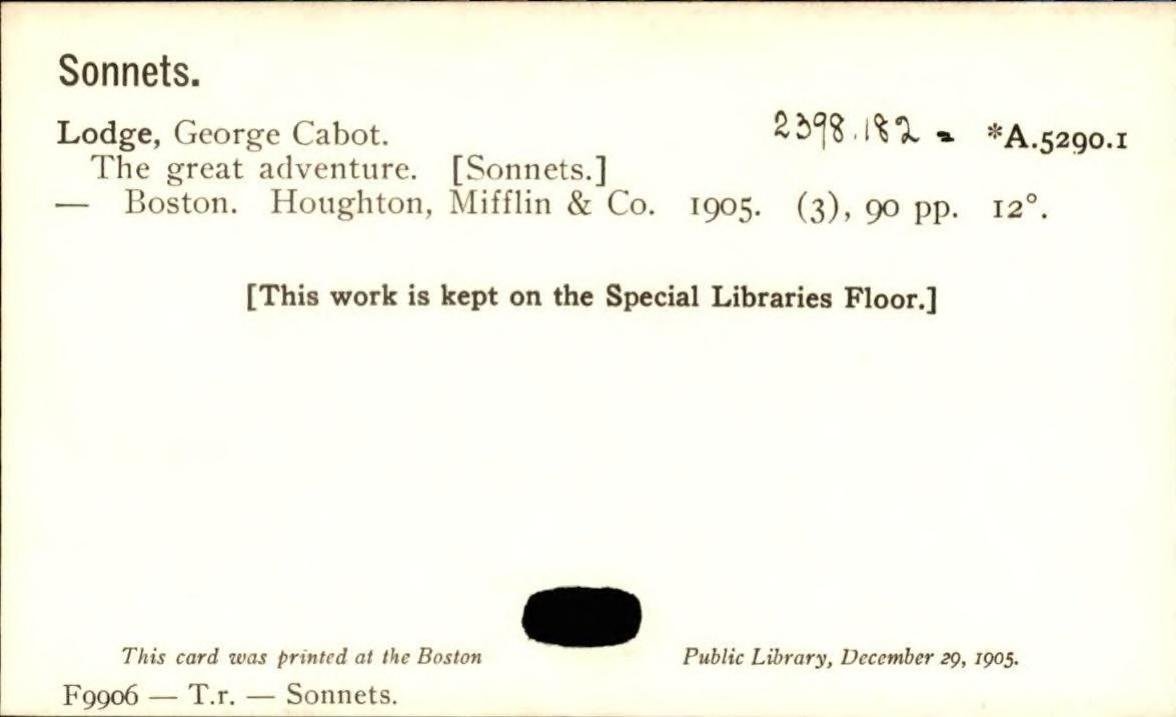 Sonnets.
Lodge, George Cabot. 2398.182 = *A.5290.1
The great adventure. [Sonnets.]
— Boston. Houghton, Mifflin & Co. 1905. (3), 90 pp. 12°.
[This work is kept on the Special Libraries Floor.]
This card was printed at the Boston Public Library, December 29, 1905.
F9906 — T.r. — Sonnets.